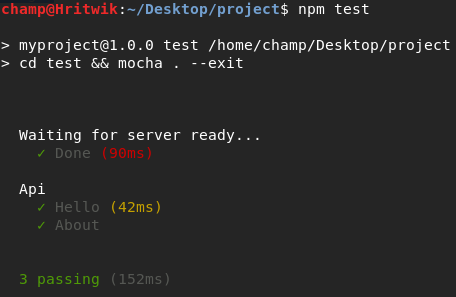 champ@Hritwik:~/Desktop/project$ npm test
> myproject@1.0.0 test /home/champ/Desktop/project
> cd test && mocha . --exit
Waiting for server ready...
✓ Done (90ms)
Api
✓ Hello (42ms)
✓ About
3 passing (152ms)